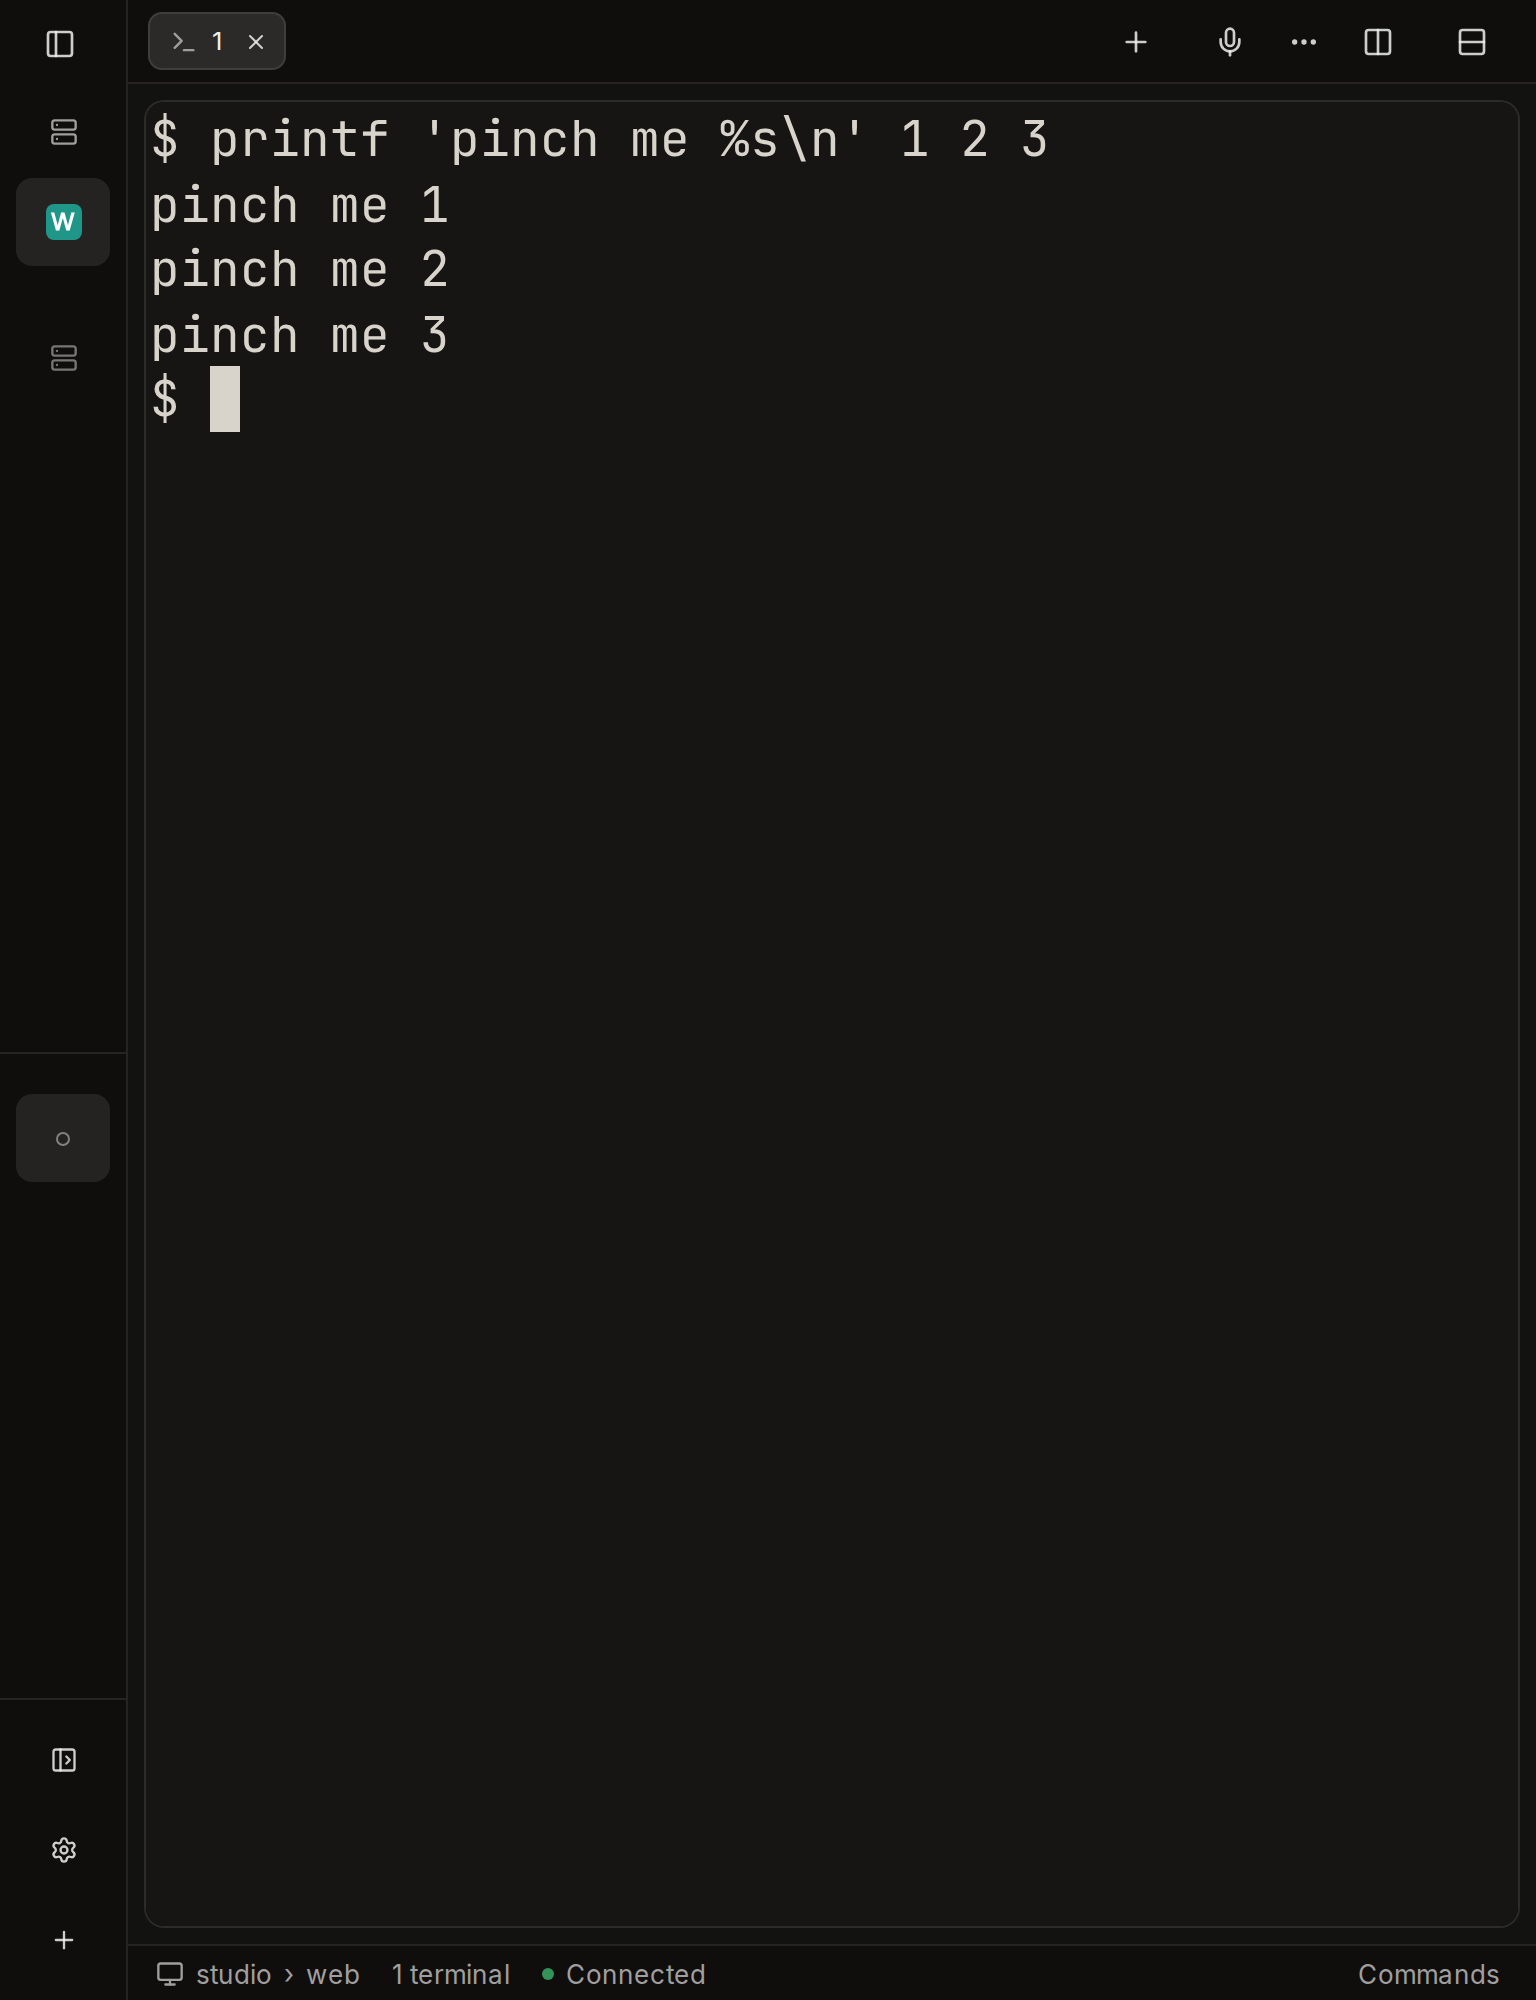 1
$ printf 'pinch me %s\n' 1 2 3
pinch me 1
pinch me 2
pinch me 3
$
W
studio › web 1 terminal Connected Commands